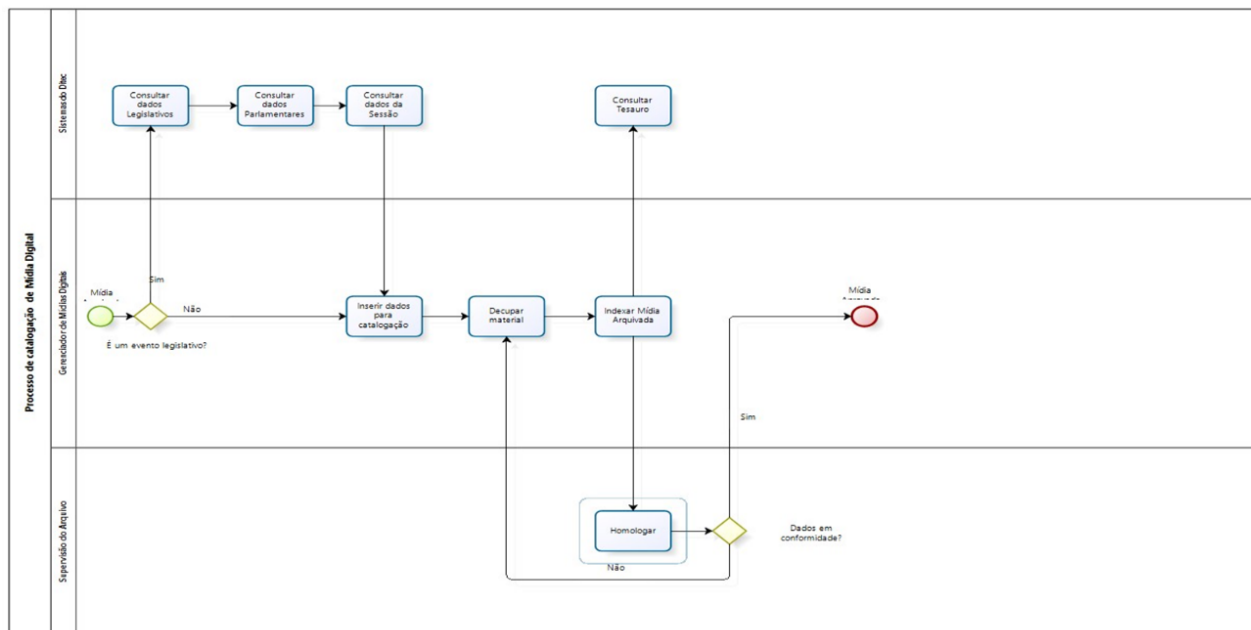 Processo de catalogação de Mídia Digital
Sistemas do Ditec
Consultar
dados
Legislativos
Consultar
dados
Parlamentares
Consultar
dados da
Sessão
Consultar
Tesauro
Gerenciador de Mídias Digitais
Mídia
Sim
Não
É um evento legislativo?
Inserir dados
para
catalogação
Decupar
material
Indexar Mídia
Arquivada
Mídia
Sim
Supervisão do Arquivo
Homologar
Não
Dados em
conformidade?